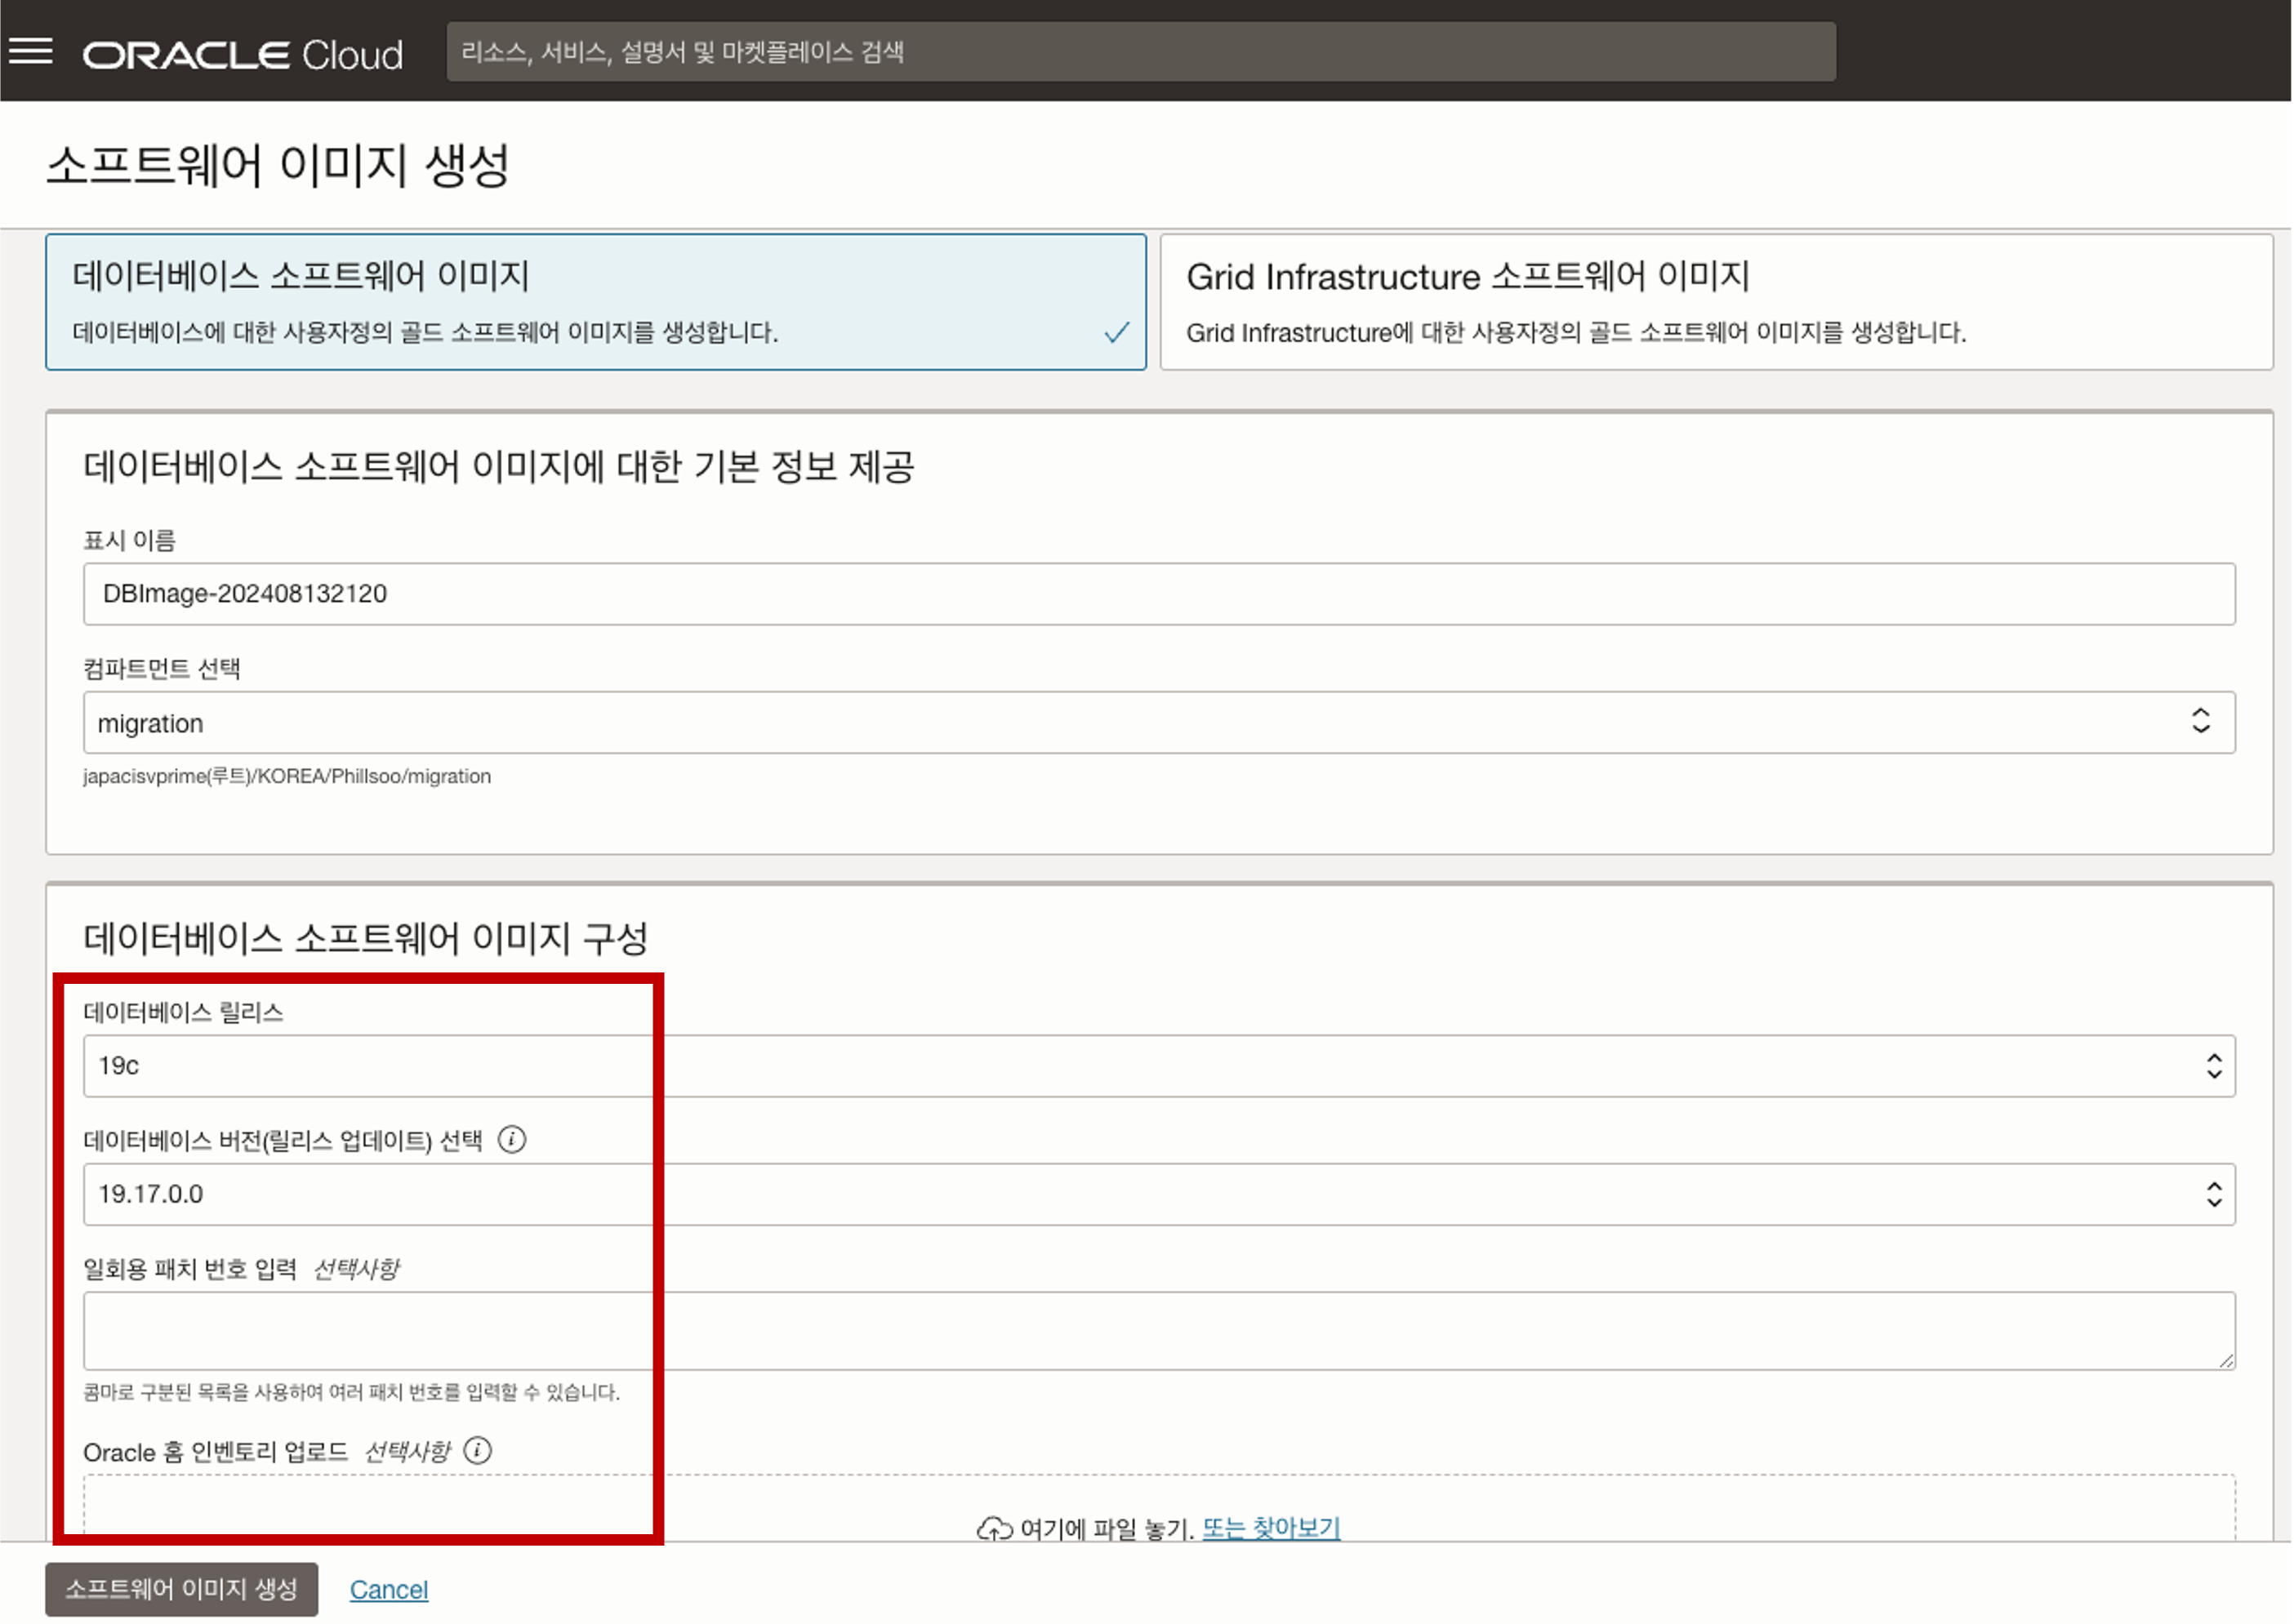 ORACLE Cloud
리소스, 서비스, 설명서 및 마켓플레이스 검색
소프트웨어 이미지 생성
데이터베이스 소프트웨어 이미지
데이터베이스에 대한 사용자정의 골드 소프트웨어 이미지를 생성합니다.
Grid Infrastructure 소프트웨어 이미지
Grid Infrastructure에 대한 사용자정의 골드 소프트웨어 이미지를 생성합니다.
데이터베이스 소프트웨어 이미지에 대한 기본 정보 제공
표시 이름
DBImage-202408132120
컴파트먼트 선택
migration
japacisvprime(루트)/KOREA/Phillsoo/migration
데이터베이스 소프트웨어 이미지 구성
데이터베이스 릴리스
19c
데이터베이스 버전(릴리스 업데이트) 선택
19.17.0.0
일회용 패치 번호 입력 선택사항
콤마로 구분된 목록을 사용하여 여러 패치 번호를 입력할 수 있습니다.
Oracle 홈 인벤토리 업로드 선택사항
여기에 파일 놓기. 또는 찾아보기
소프트웨어 이미지 생성 Cancel